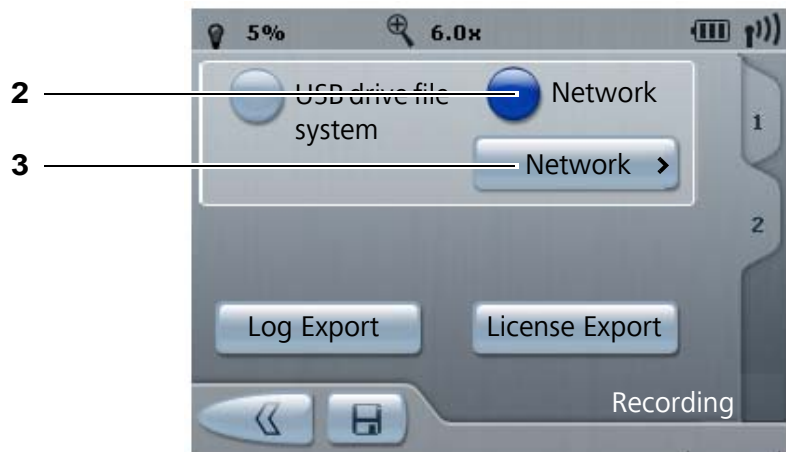 5% 6.0x
2 USB drive file Network
system
1
3 Network
2
Log Export License Export
Recording